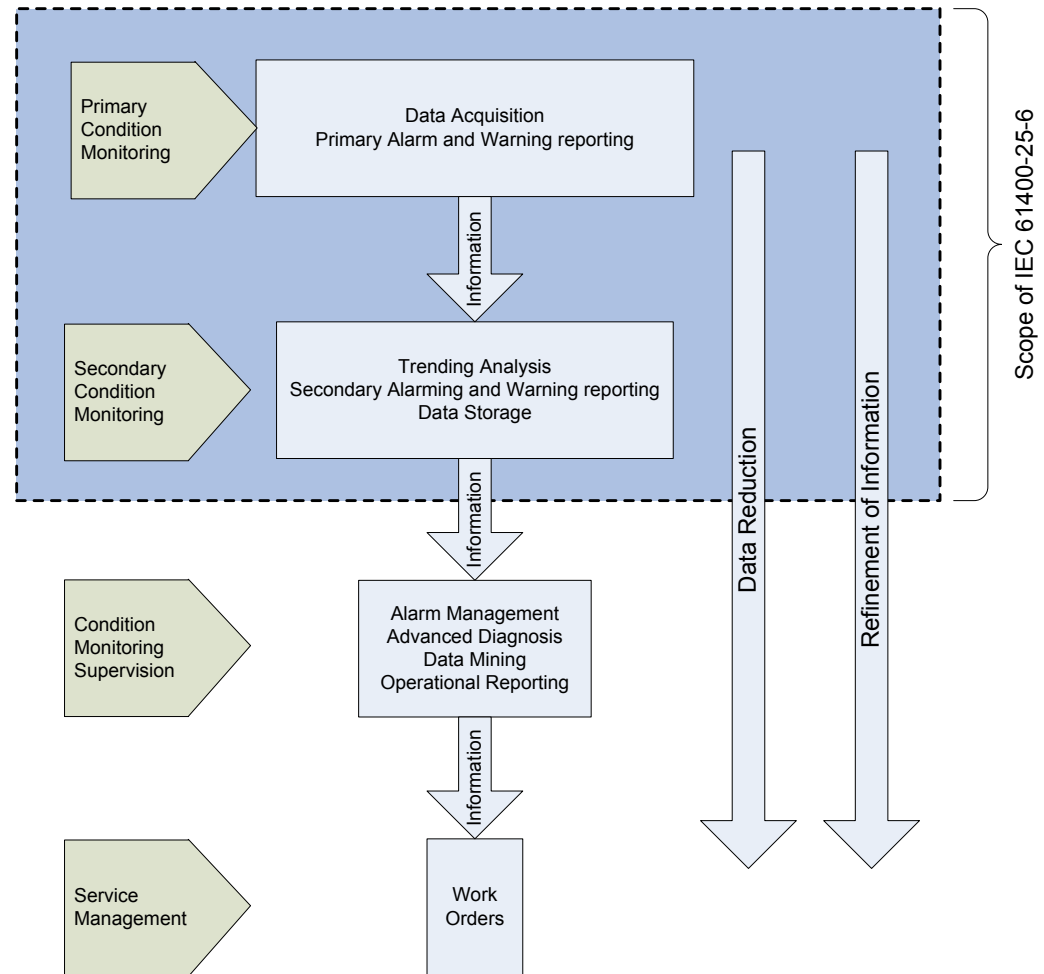 Primary
Condition
Monitoring
Data Acquisition
Primary Alarm and Warning reporting
Information
Secondary
Condition
Monitoring
Trending Analysis
Secondary Alarming and Warning reporting
Data Storage
Information
Condition
Monitoring
Supervision
Alarm Management
Advanced Diagnosis
Data Mining
Operational Reporting
Information
Service
Management
Work
Orders
Data Reduction
Refinement of Information
Scope of IEC 61400-25-6